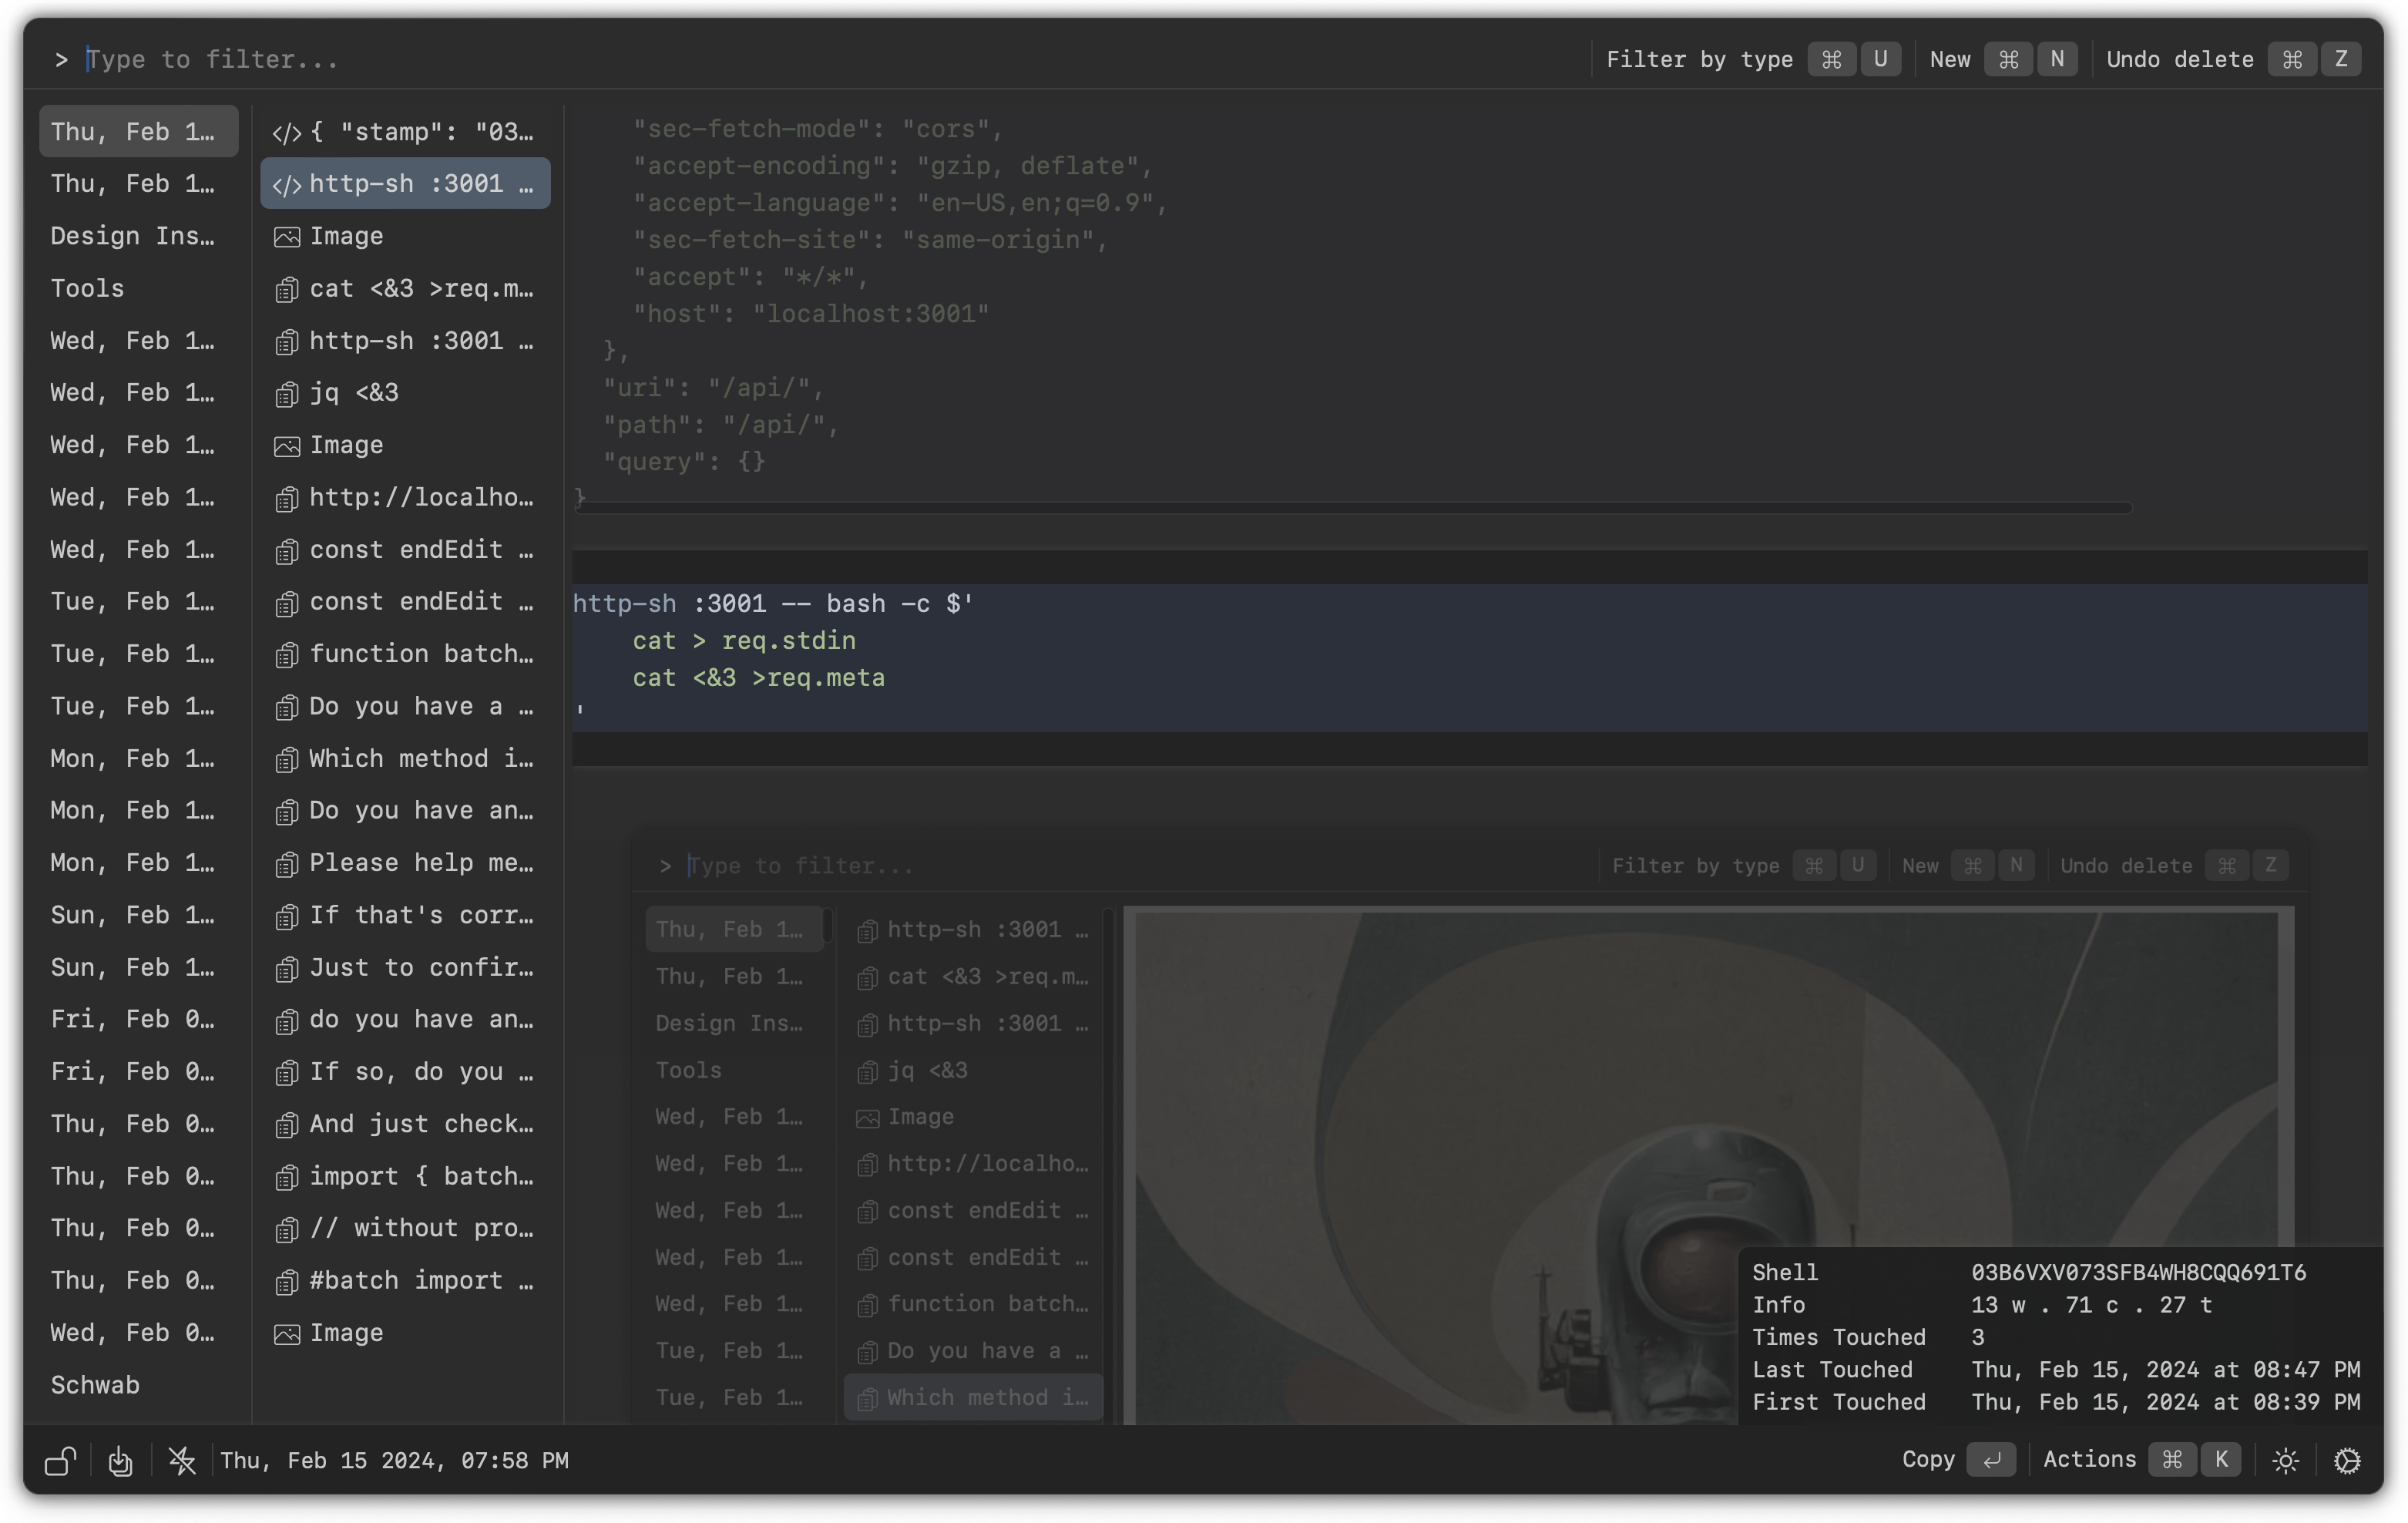 > Type to filter...
Filter by type ⌘ U New ⌘ N Undo delete ⌘ Z
Thu, Feb 1…
Thu, Feb 1…
Design Ins…
Tools
Wed, Feb 1…
Wed, Feb 1…
Wed, Feb 1…
Wed, Feb 1…
Wed, Feb 1…
Tue, Feb 1…
Tue, Feb 1…
Tue, Feb 1…
Mon, Feb 1…
Mon, Feb 1…
Mon, Feb 1…
Sun, Feb 1…
Sun, Feb 1…
Fri, Feb 0…
Fri, Feb 0…
Thu, Feb 0…
Thu, Feb 0…
Thu, Feb 0…
Thu, Feb 0…
Wed, Feb 0…
Schwab
</> { "stamp": "03…
</> http-sh :3001 …
Image
cat <&3 >req.m…
http-sh :3001 …
jq <&3
Image
http://localho…
const endEdit …
const endEdit …
function batch…
Do you have a …
Which method i…
Do you have an…
Please help me…
If that's corr…
Just to confir…
do you have an…
If so, do you …
And just check…
import { batch…
// without pro…
#batch import …
Image
"sec-fetch-mode": "cors",
"accept-encoding": "gzip, deflate",
"accept-language": "en-US,en;q=0.9",
"sec-fetch-site": "same-origin",
"accept": "*/*",
"host": "localhost:3001"
},
"uri": "/api/",
"path": "/api/",
"query": {}
}
http-sh :3001 -- bash -c $'
cat > req.stdin
cat <&3 >req.meta
'
> Type to filter...
Filter by type ⌘ U New ⌘ N Undo delete ⌘ Z
Thu, Feb 1…
Thu, Feb 1…
Design Ins…
Tools
Wed, Feb 1…
Wed, Feb 1…
Wed, Feb 1…
Wed, Feb 1…
Wed, Feb 1…
Tue, Feb 1…
Tue, Feb 1…
http-sh :3001 …
cat <&3 >req.m…
http-sh :3001 …
jq <&3
Image
http://localho…
const endEdit …
const endEdit …
function batch…
Do you have a …
Which method i…
Shell 03B6VXV073SFB4WH8CQQ691T6
Info 13 w . 71 c . 27 t
Times Touched 3
Last Touched Thu, Feb 15, 2024 at 08:47 PM
First Touched Thu, Feb 15, 2024 at 08:39 PM
Thu, Feb 15 2024, 07:58 PM
Copy ↵ Actions ⌘ K